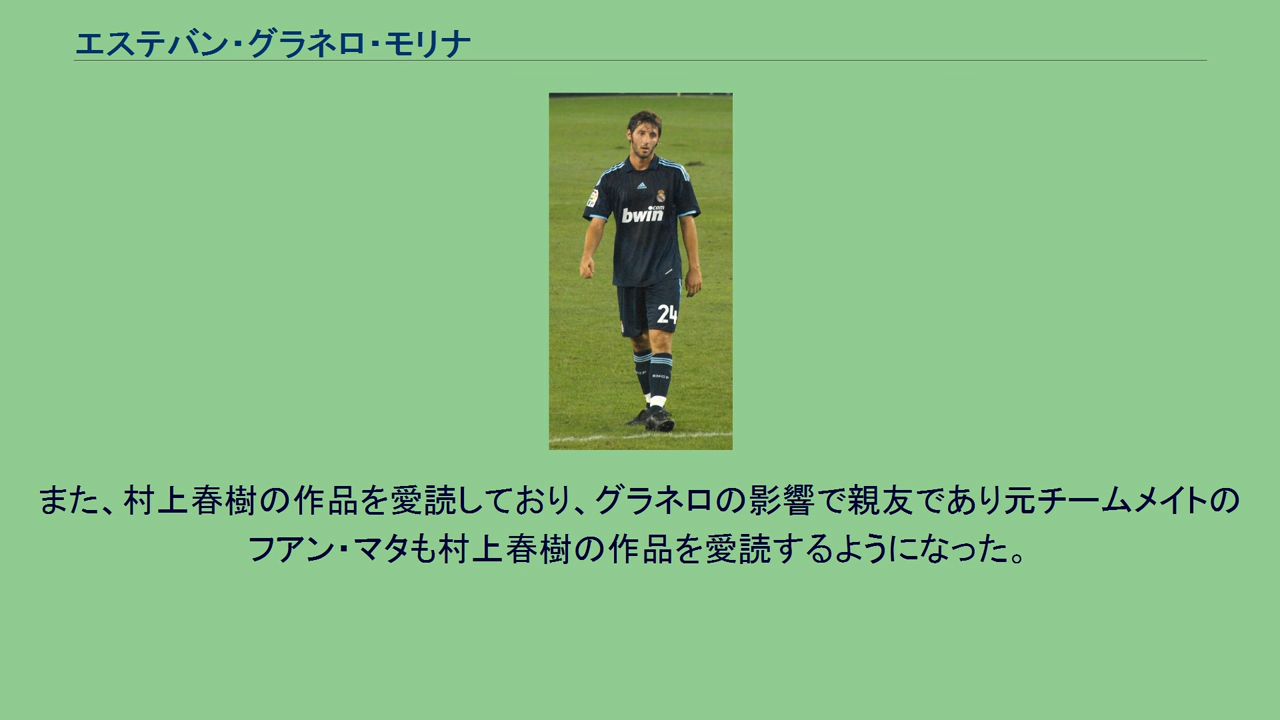 エステバン・グラネロ・モリナ
.com
bwin
24
また、村上春樹の作品を愛読しており、グラネロの影響で親友であり元チームメイトの
フアン・マタも村上春樹の作品を愛読するようになった。